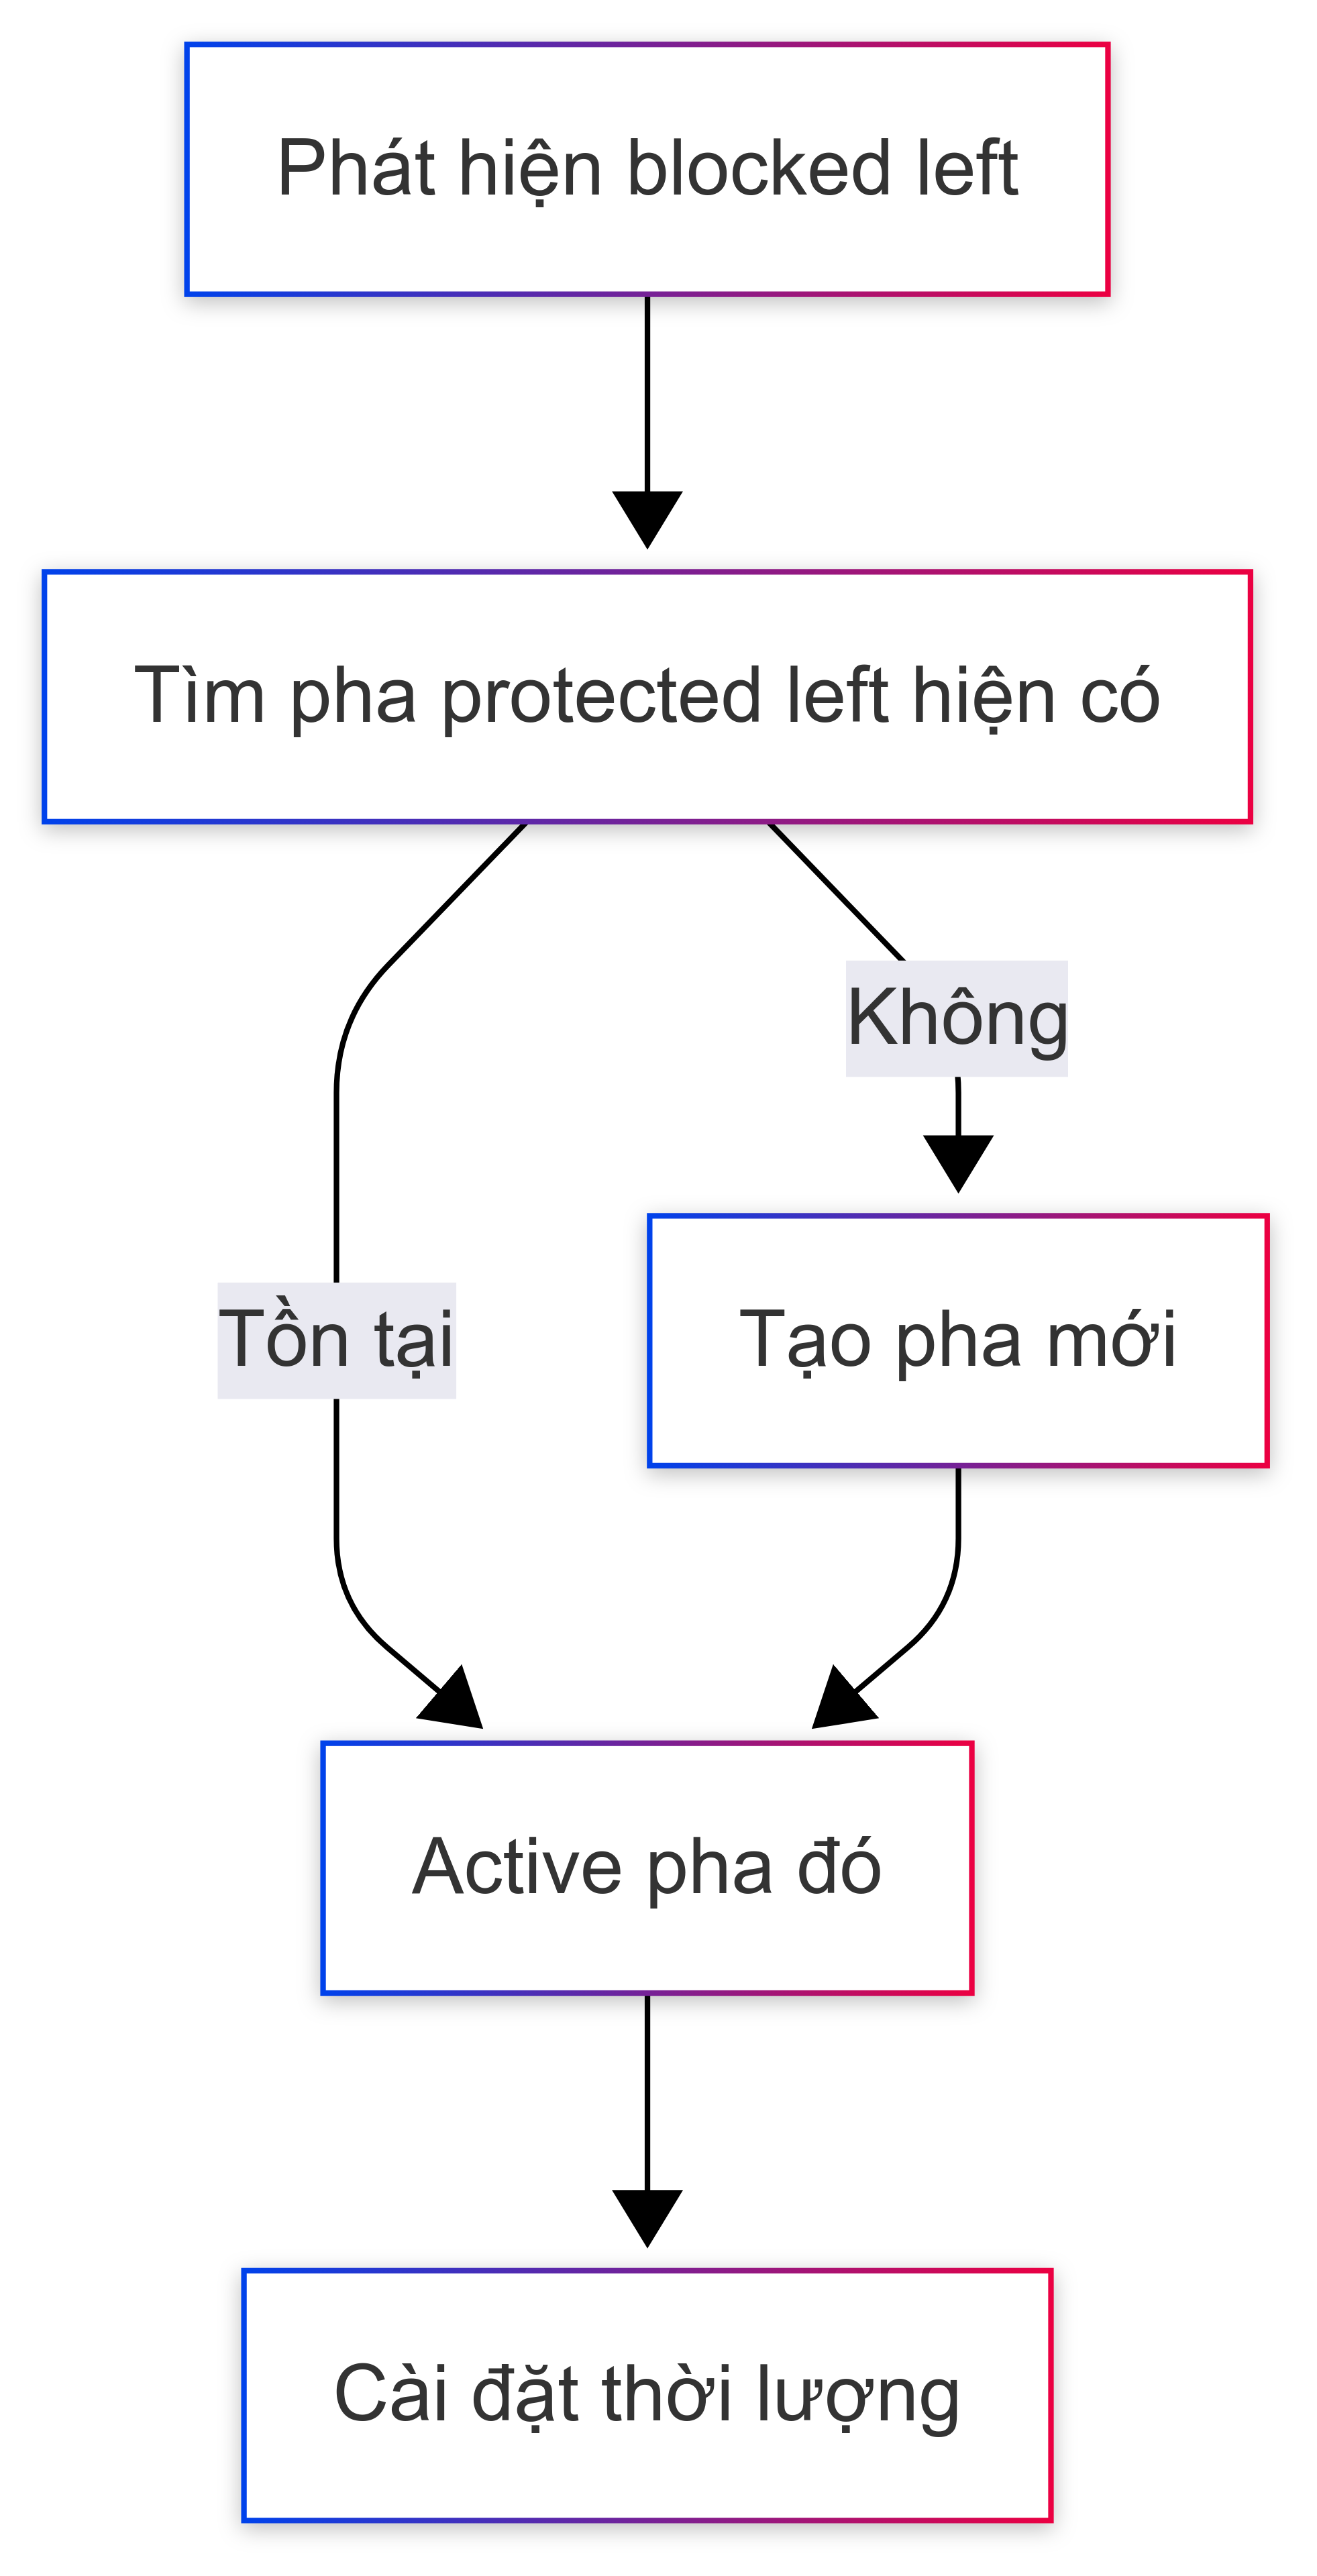 Phát hiện blocked left
Tìm pha protected left hiện có
Không
Tồn tại
Tạo pha mới
Active pha đó
Cài đặt thời lượng